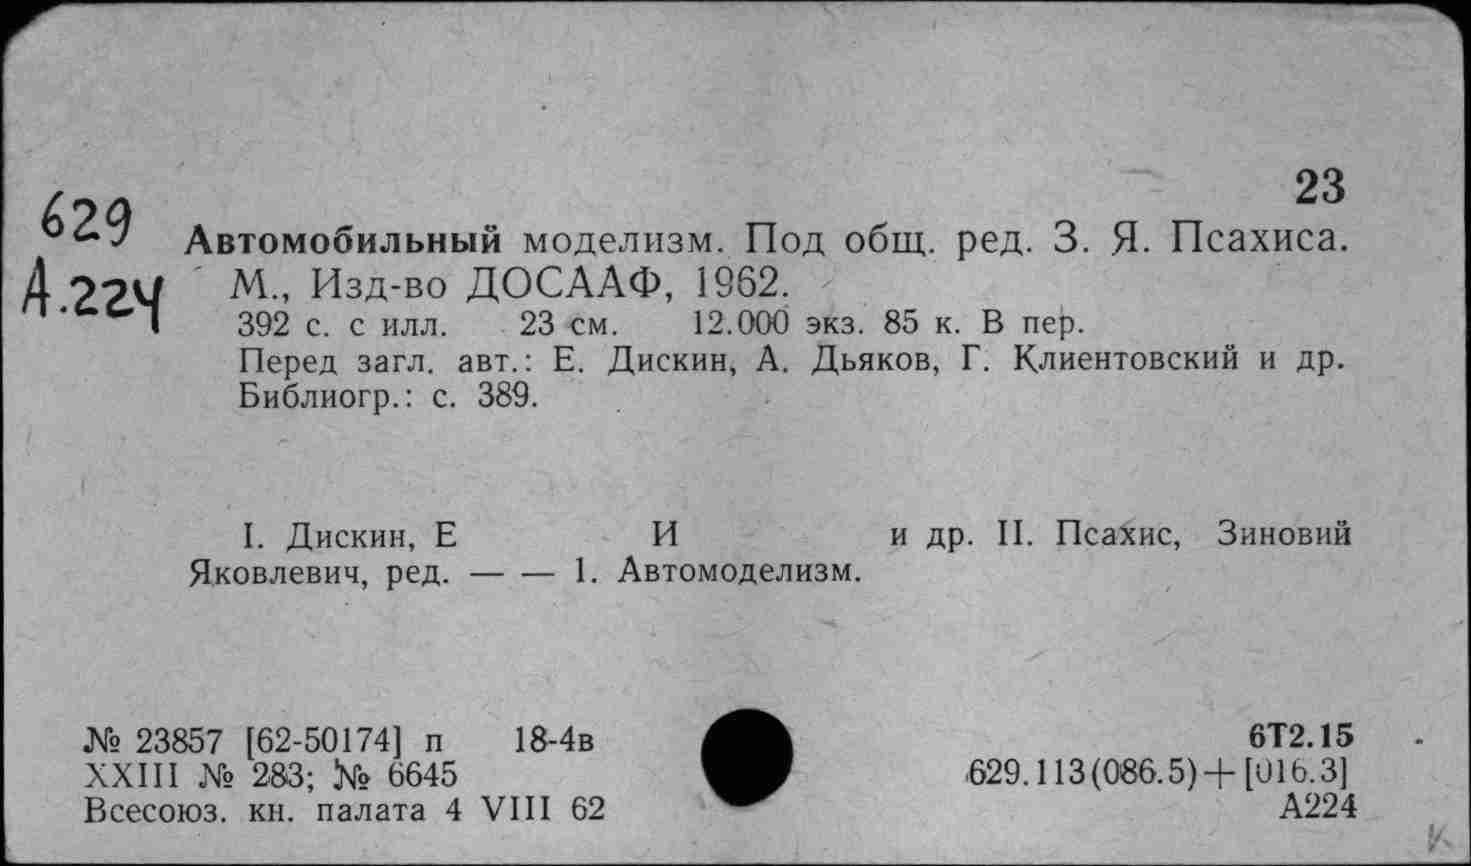 23
629
А.224
Автомобильный моделизм. Под общ. ред. З. Я. Псахиса.
М., Изд-во ДОСААФ, 1962.
392 с. с илл. 23 см. 12.000 экз. 85 к. В пер.
Перед загл. авт.: Е. Дискин, А. Дьяков, Г. Клиентовский и др.
Библиогр.: с. 389.
I. Дискин, Е И и др. II. Псахис, Зиновий
Яковлевич, ред. — — 1. Автомоделизм.
№ 23857 [62-50174] п 18-4в
XXIII № 283; № 6645
Всесоюз. кн. палата 4 VIII 62
6Т2.15
629.113(086.5)+[016.3]
А224